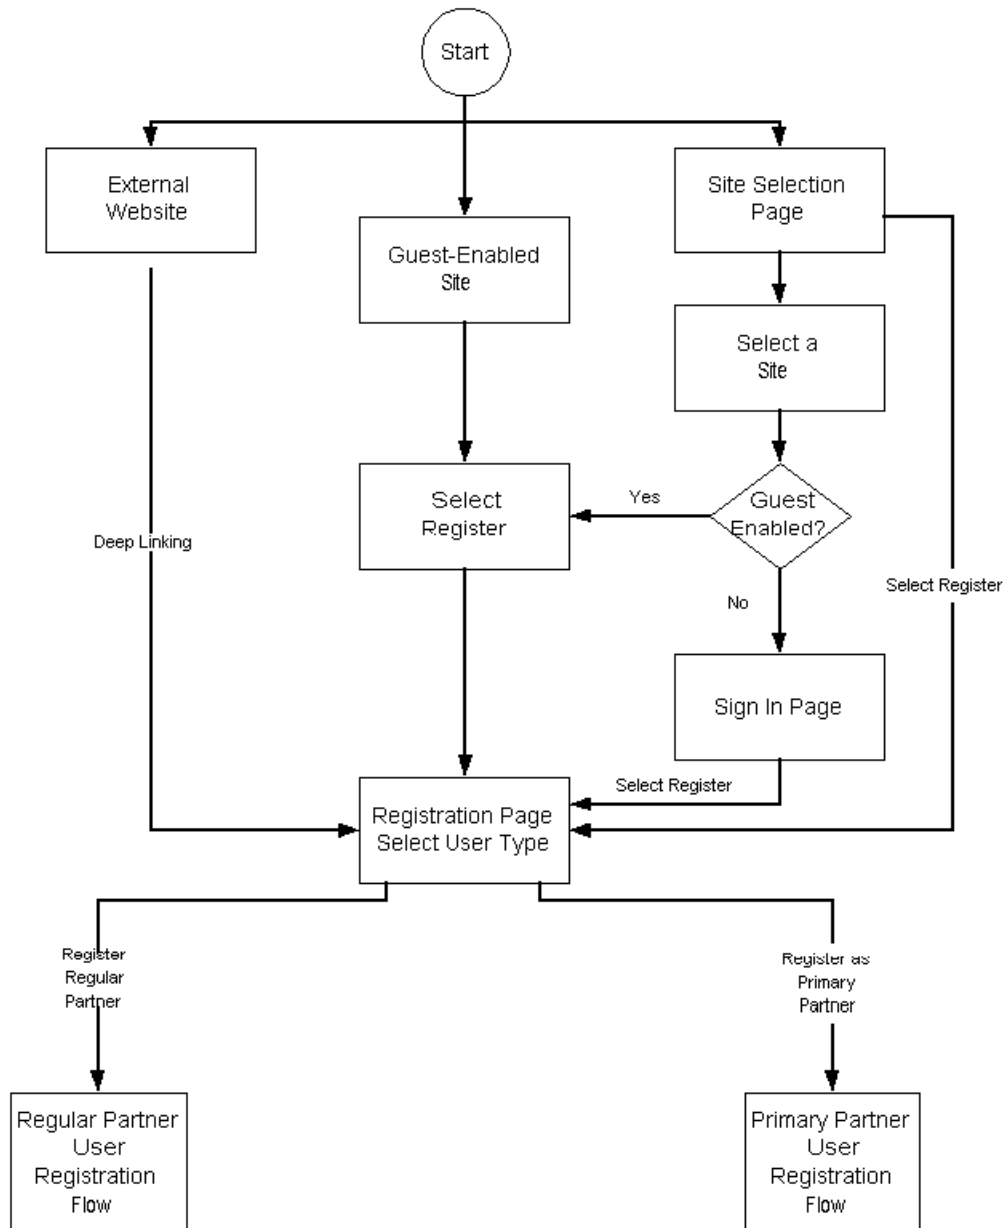 Start
External
Website
Site Selection
Page
Guest-Enabled
Site
Select a
Site
Select
Register
Yes
Guest
Enabled?
Deep Linking
Select Register
No
Sign In Page
Select Register
Registration Page
Select User Type
Register
Regular
Partner
Register as
Primary
Partner
Regular Partner
User
Registration
Flow
Primary Partner
User
Registration
Flow